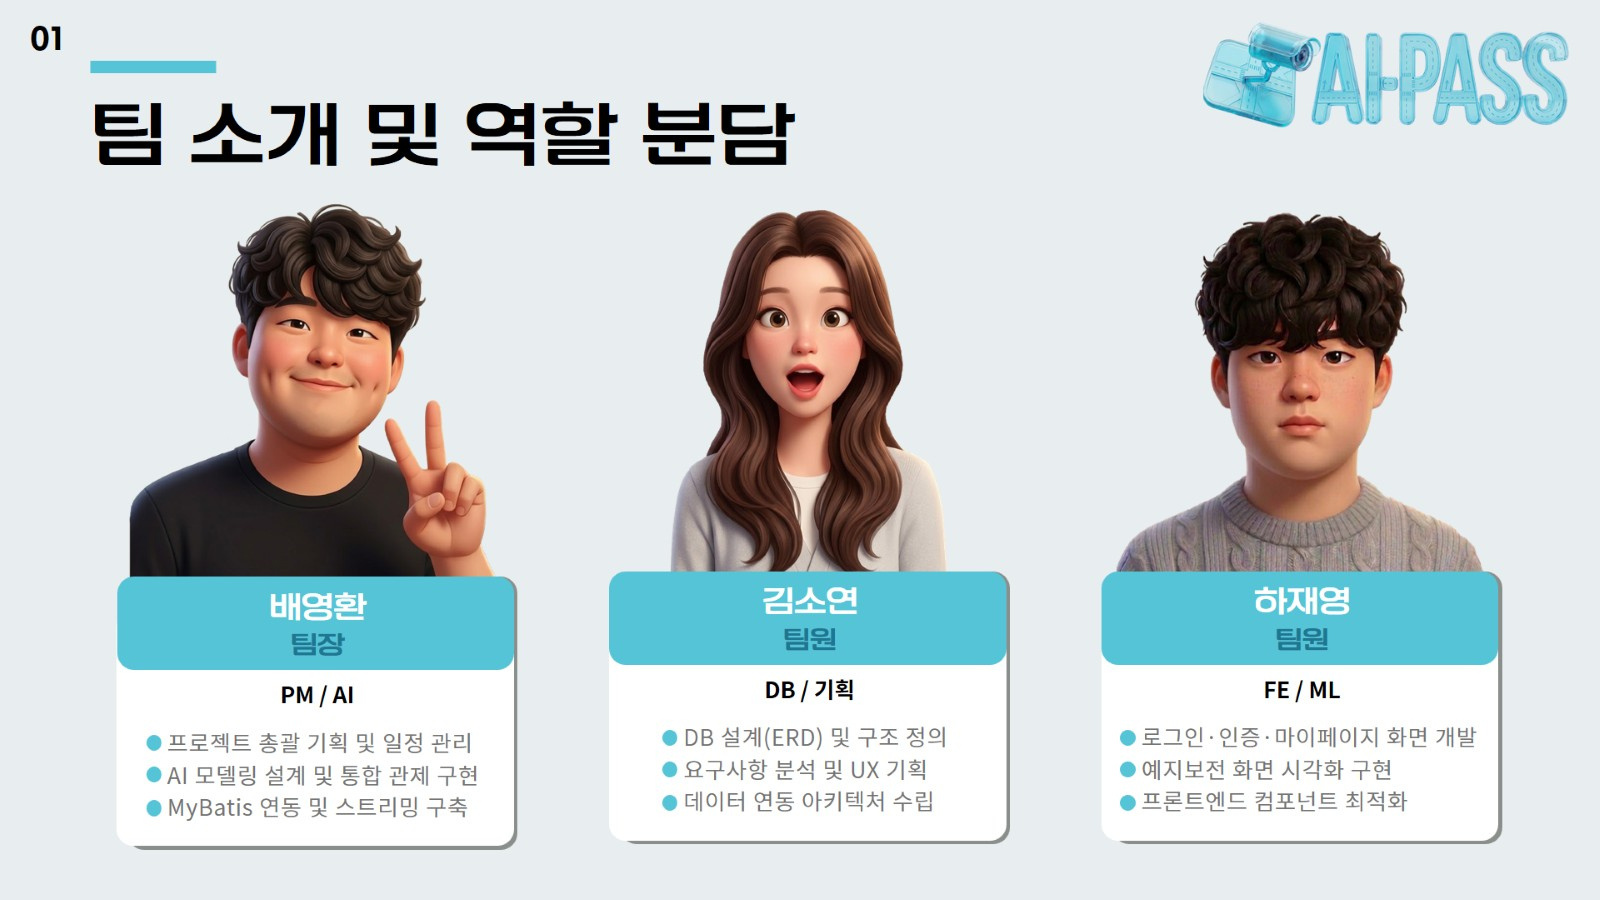 01
AI-PASS
팀 소개 및 역할 분담
배영환
팀장
PM / AI
프로젝트 총괄 기획 및 일정 관리
AI 모델링 설계 및 통합 관제 구현
MyBatis 연동 및 스트리밍 구축
김소연
팀원
DB / 기획
DB 설계(ERD) 및 구조 정의
요구사항 분석 및 UX 기획
데이터 연동 아키텍처 수립
하재영
팀원
FE / ML
로그인·인증·마이페이지 화면 개발
예지보전 화면 시각화 구현
프론트엔드 컴포넌트 최적화